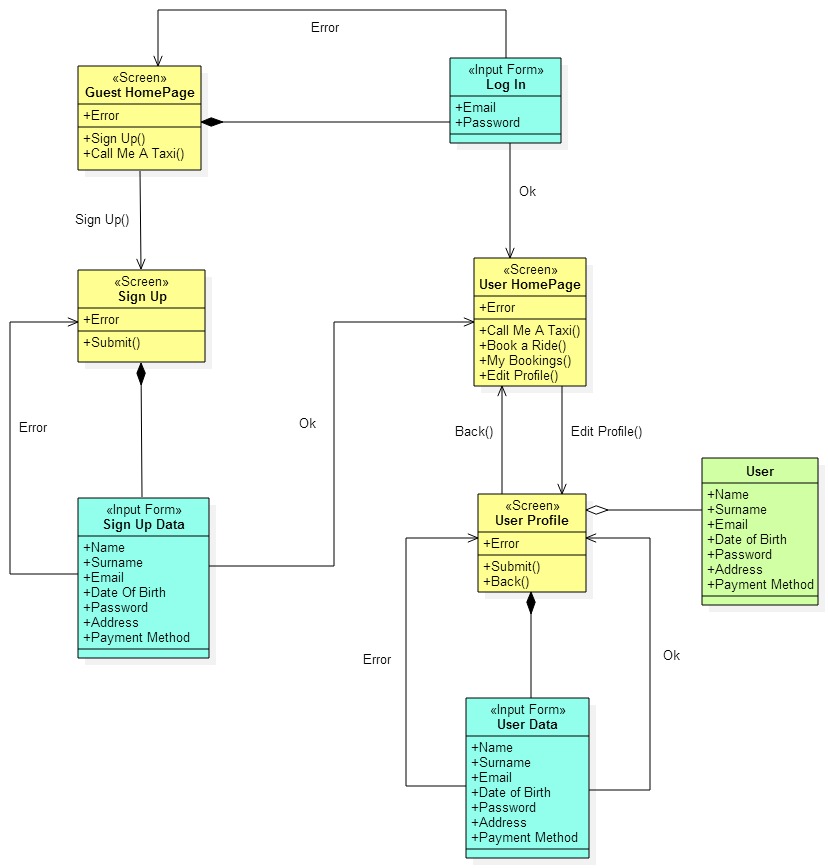 Error
«Screen»
Guest HomePage
+Error
+Sign Up()
+Call Me A Taxi()
«Input Form»
Log In
+Email
+Password
Sign Up()
Ok
«Screen»
Sign Up
+Error
+Submit()
«Screen»
User HomePage
+Error
+Call Me A Taxi()
+Book a Ride()
+My Bookings()
+Edit Profile()
Error
Ok
Back()
Edit Profile()
«Input Form»
Sign Up Data
+Name
+Surname
+Email
+Date Of Birth
+Password
+Address
+Payment Method
«Screen»
User Profile
+Error
+Submit()
+Back()
User
+Name
+Surname
+Email
+Date of Birth
+Password
+Address
+Payment Method
Error
Ok
«Input Form»
User Data
+Name
+Surname
+Email
+Date of Birth
+Password
+Address
+Payment Method